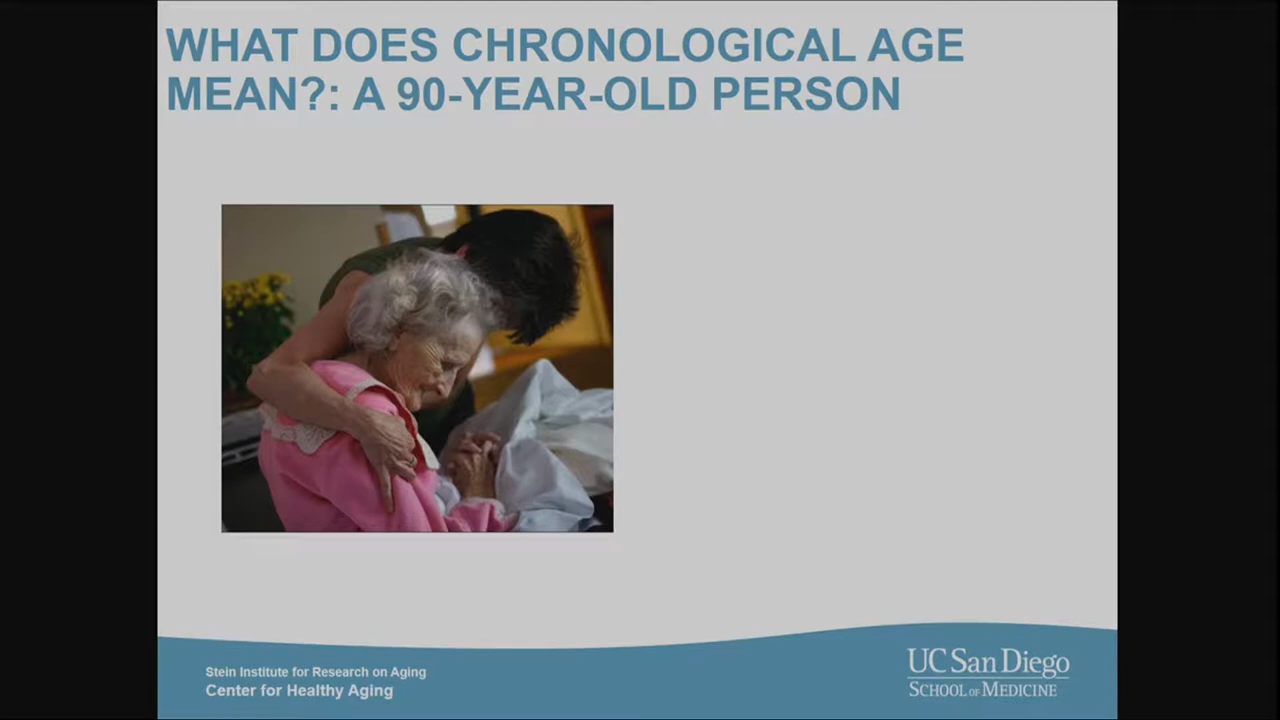 WHAT DOES CHRONOLOGICAL AGE
MEAN?: A 90-YEAR-OLD PERSON
Stein Institute for Research on Aging
Center for Healthy Aging
UC San Diego
SCHOOL OF MEDICINE